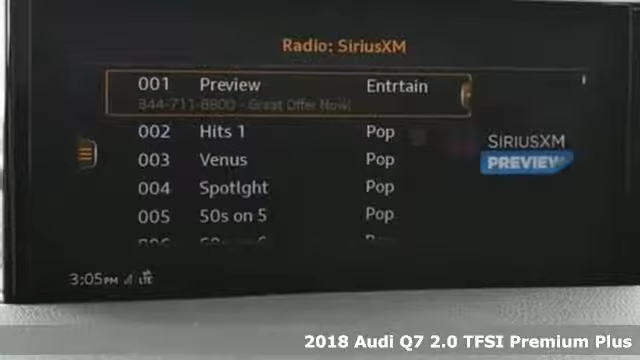 Radio: SiriusXM
001 Preview Entrtain
844-711-8800 - Great Offer Now!
002 Hits 1 Pop
003 Venus Pop
004 Spotlght Pop
005 50s on 5 Pop
SIRIUSXM
PREVIEW
3:05PM LTE
2018 Audi Q7 2.0 TFSI Premium Plus